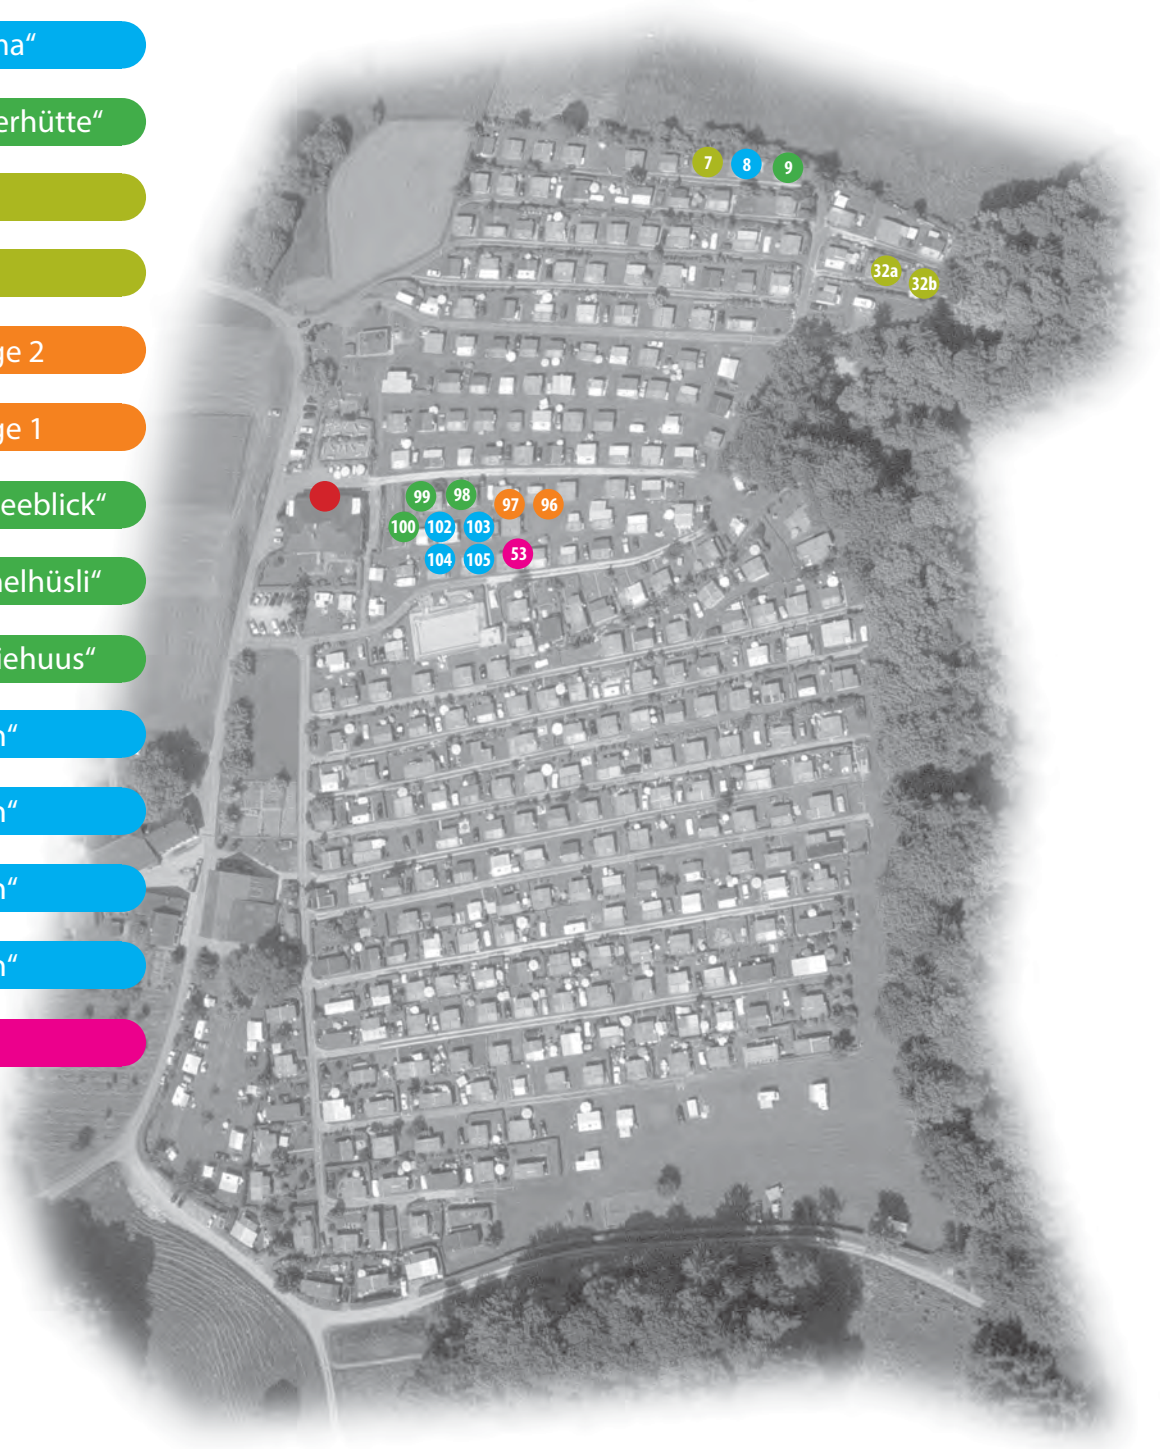 na“
erhütte“
ge 2
ge 1
eeblick“
elhüsli“
iehuus“
n“
n“
n“
n“
7
8
9
32a
32b
99
98
97
96
100
102
103
104
105
53